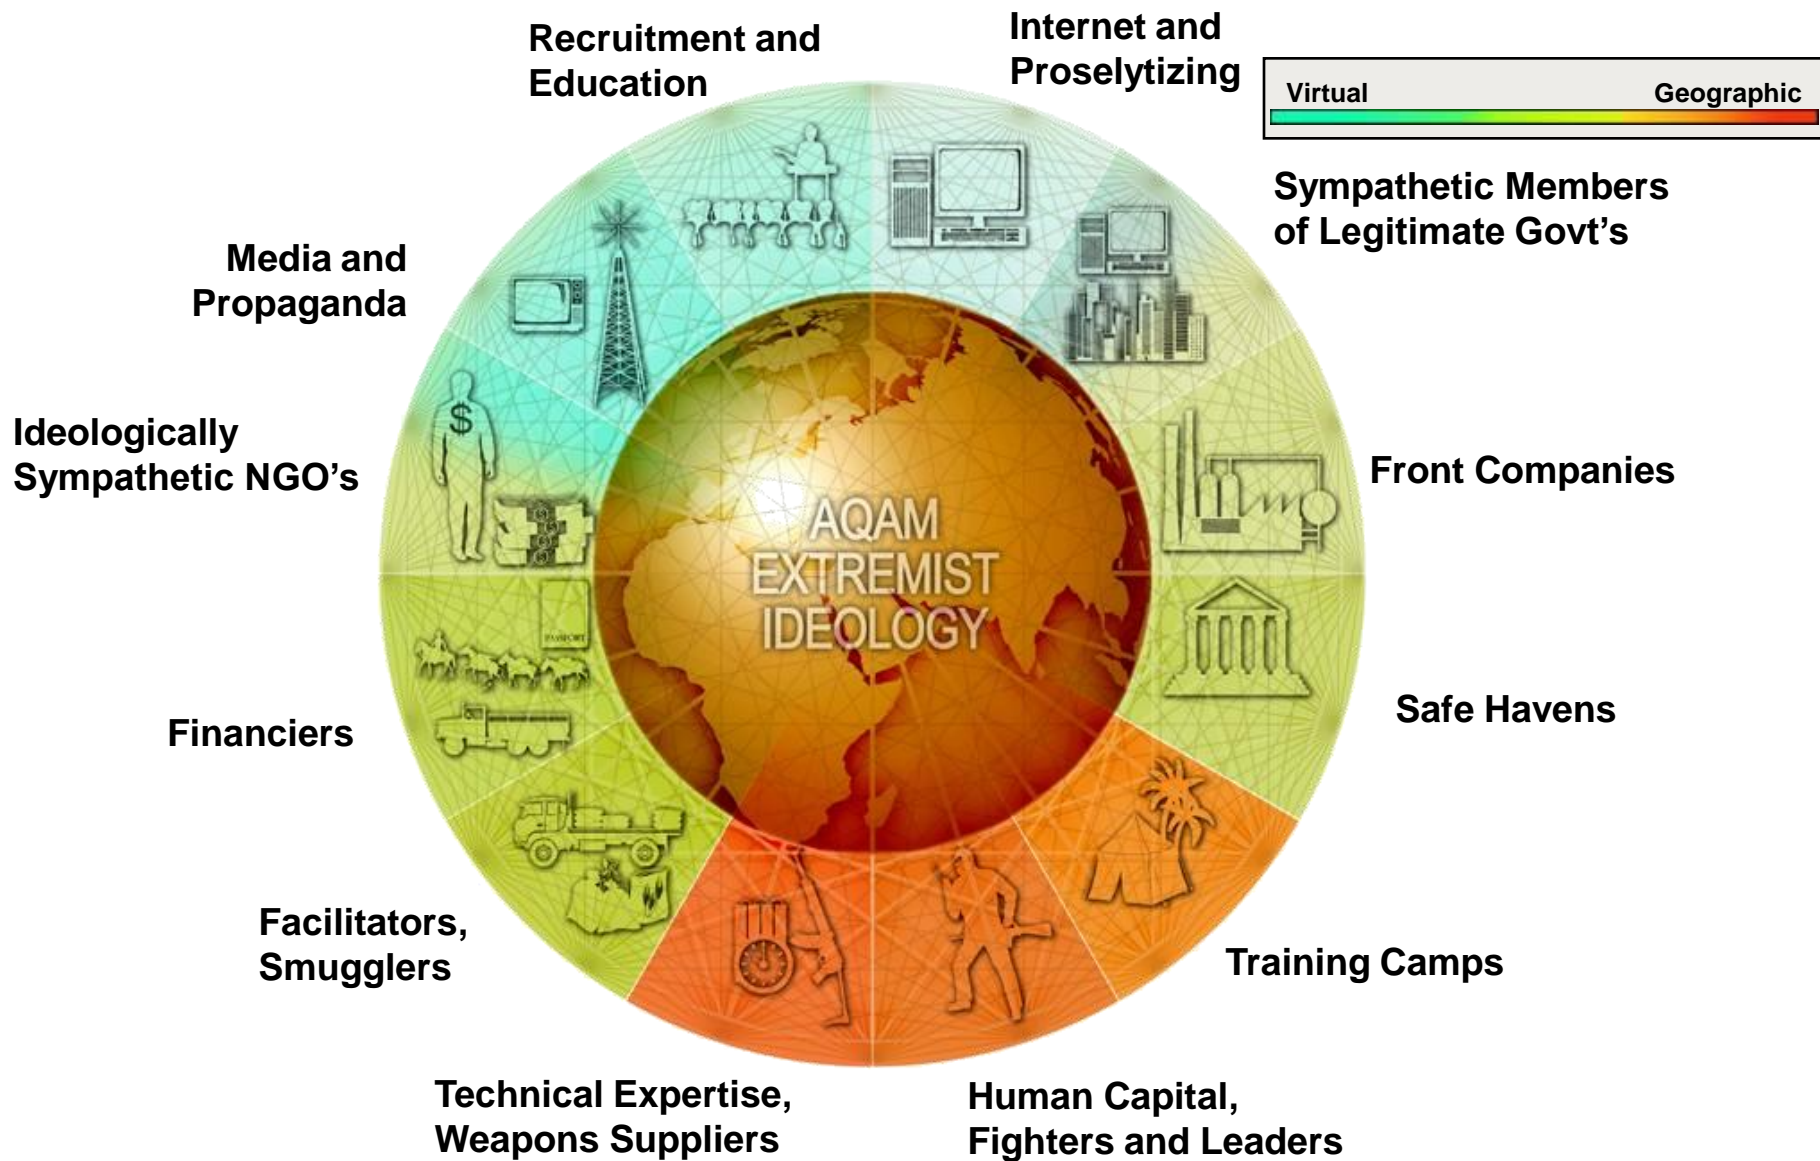 Recruitment and
Education
Internet and
Proselytizing
Virtual Geographic
Sympathetic Members
of Legitimate Govt's
Media and
Propaganda
Ideologically
Sympathetic NGO's
$
Front Companies
AQAM
EXTREMIST
IDEOLOGY
PASSPORT
Safe Havens
Financiers
Facilitators,
Smugglers
Training Camps
Technical Expertise,
Weapons Suppliers
Human Capital,
Fighters and Leaders